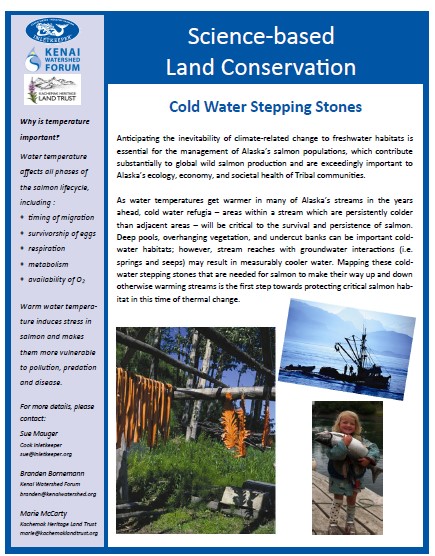 INLETKEEPER
KENAI
WATERSHED
FORUM
KACHEMAK HERITAGE
LAND TRUST
Why is temperature
important?
Water temperature
affects all phases of
the salmon lifecycle,
including :
♦ timing of migration
♦ survivorship of eggs
♦ respiration
♦ metabolism
♦ availability of O2
Warm water tempera-
ture induces stress in
salmon and makes
them more vulnerable
to pollution, predation
and disease.
For more details, please
contact:
Sue Mauger
Cook Inletkeeper
sue@inletkeeper.org
Branden Bornemann
Kenai Watershed Forum
branden@kenaiwatershed.org
Marie McCarty
Kachemak Heritage Land Trust
marie@kachemaklandtrust.org
Science-based
Land Conservation
Cold Water Stepping Stones
Anticipating the inevitability of climate-related change to freshwater habitats is
essential for the management of Alaska's salmon populations, which contribute
substantially to global wild salmon production and are exceedingly important to
Alaska's ecology, economy, and societal health of Tribal communities.
As water temperatures get warmer in many of Alaska's streams in the years
ahead, cold water refugia – areas within a stream which are persistently colder
than adjacent areas – will be critical to the survival and persistence of salmon.
Deep pools, overhanging vegetation, and undercut banks can be important cold-
water habitats; however, stream reaches with groundwater interactions (i.e.
springs and seeps) may result in measurably cooler water. Mapping these cold-
water stepping stones that are needed for salmon to make their way up and down
otherwise warming streams is the first step towards protecting critical salmon hab-
itat in this time of thermal change.